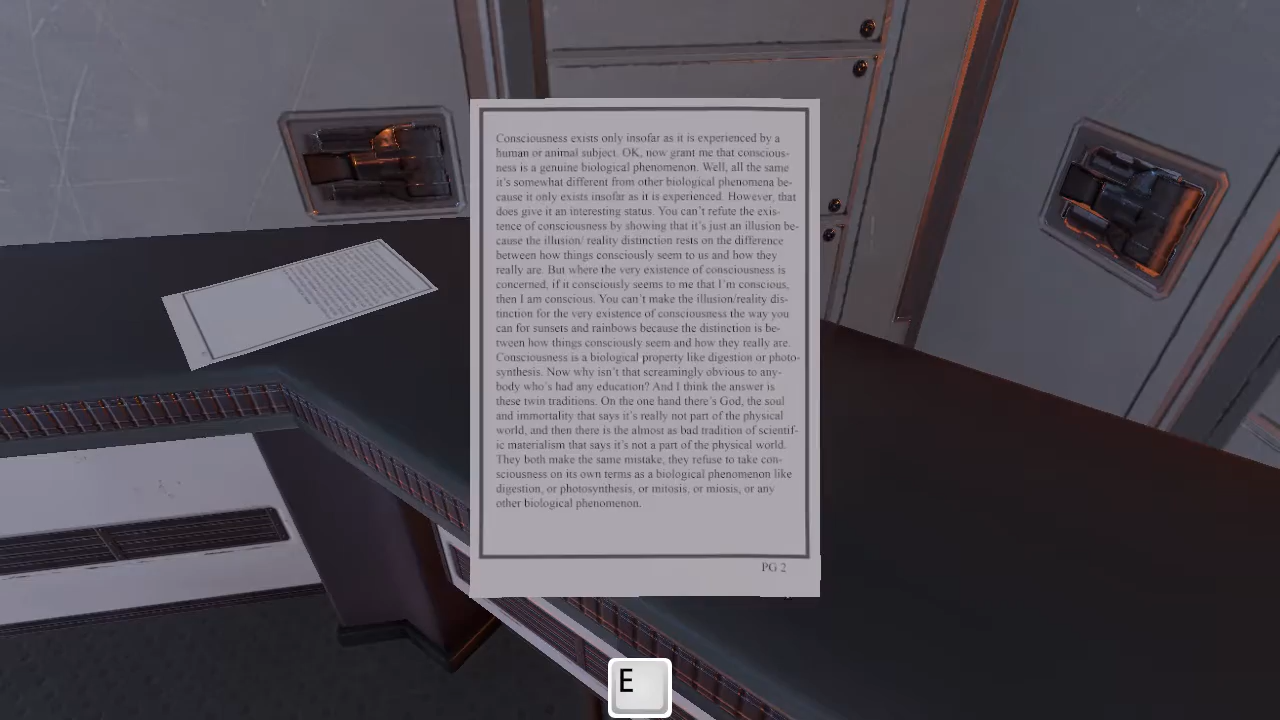 Consciousness exists only insofar as it is experienced by a
human or animal subject. OK, now grant me that conscious-
ness is a genuine biological phenomenon. Well, all the same
it's somewhat different from other biological phenomena be-
cause it only exists insofar as it is experienced. However, that
does give it an interesting status. You can't refute the exis-
tence of consciousness by showing that it's just an illusion be-
cause the illusion/ reality distinction rests on the difference
between how things consciously seem to us and how they
really are. But where the very existence of consciousness is
concerned, if it consciously seems to me that I'm conscious,
then I am conscious. You can't make the illusion/reality dis-
tinction for the very existence of consciousness the way you
can for sunsets and rainbows because the distinction is be-
tween how things consciously seem and how they really are.
Consciousness is a biological property like digestion or photo-
synthesis. Now why isn't that screamingly obvious to any-
body who's had any education? And I think the answer is
these twin traditions. On the one hand there's God, the soul
and immortality that says it's really not part of the physical
world, and then there is the almost as bad tradition of scientif-
ic materialism that says it's not a part of the physical world.
They both make the same mistake, they refuse to take con-
sciousness on its own terms as a biological phenomenon like
digestion, or photosynthesis, or mitosis, or miosis, or any
other biological phenomenon.
PG 2
E